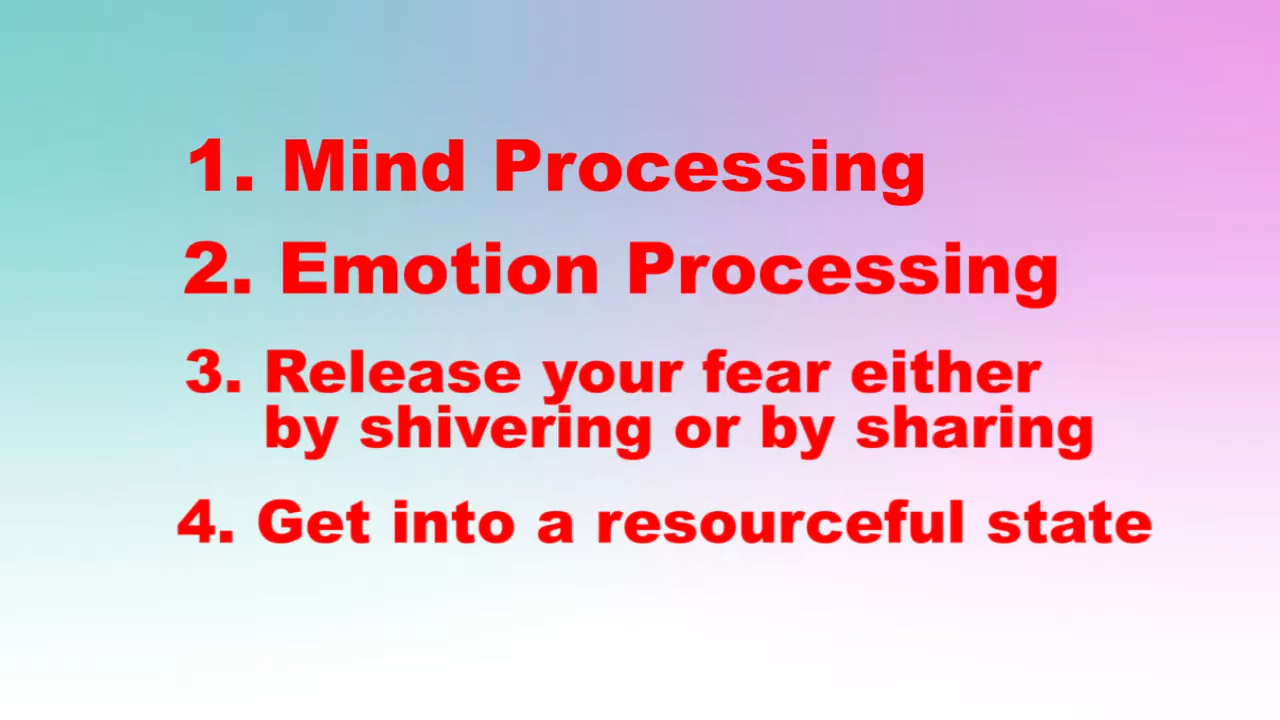 1. Mind Processing
2. Emotion Processing
3. Release your fear either
by shivering or by sharing
4. Get into a resourceful state